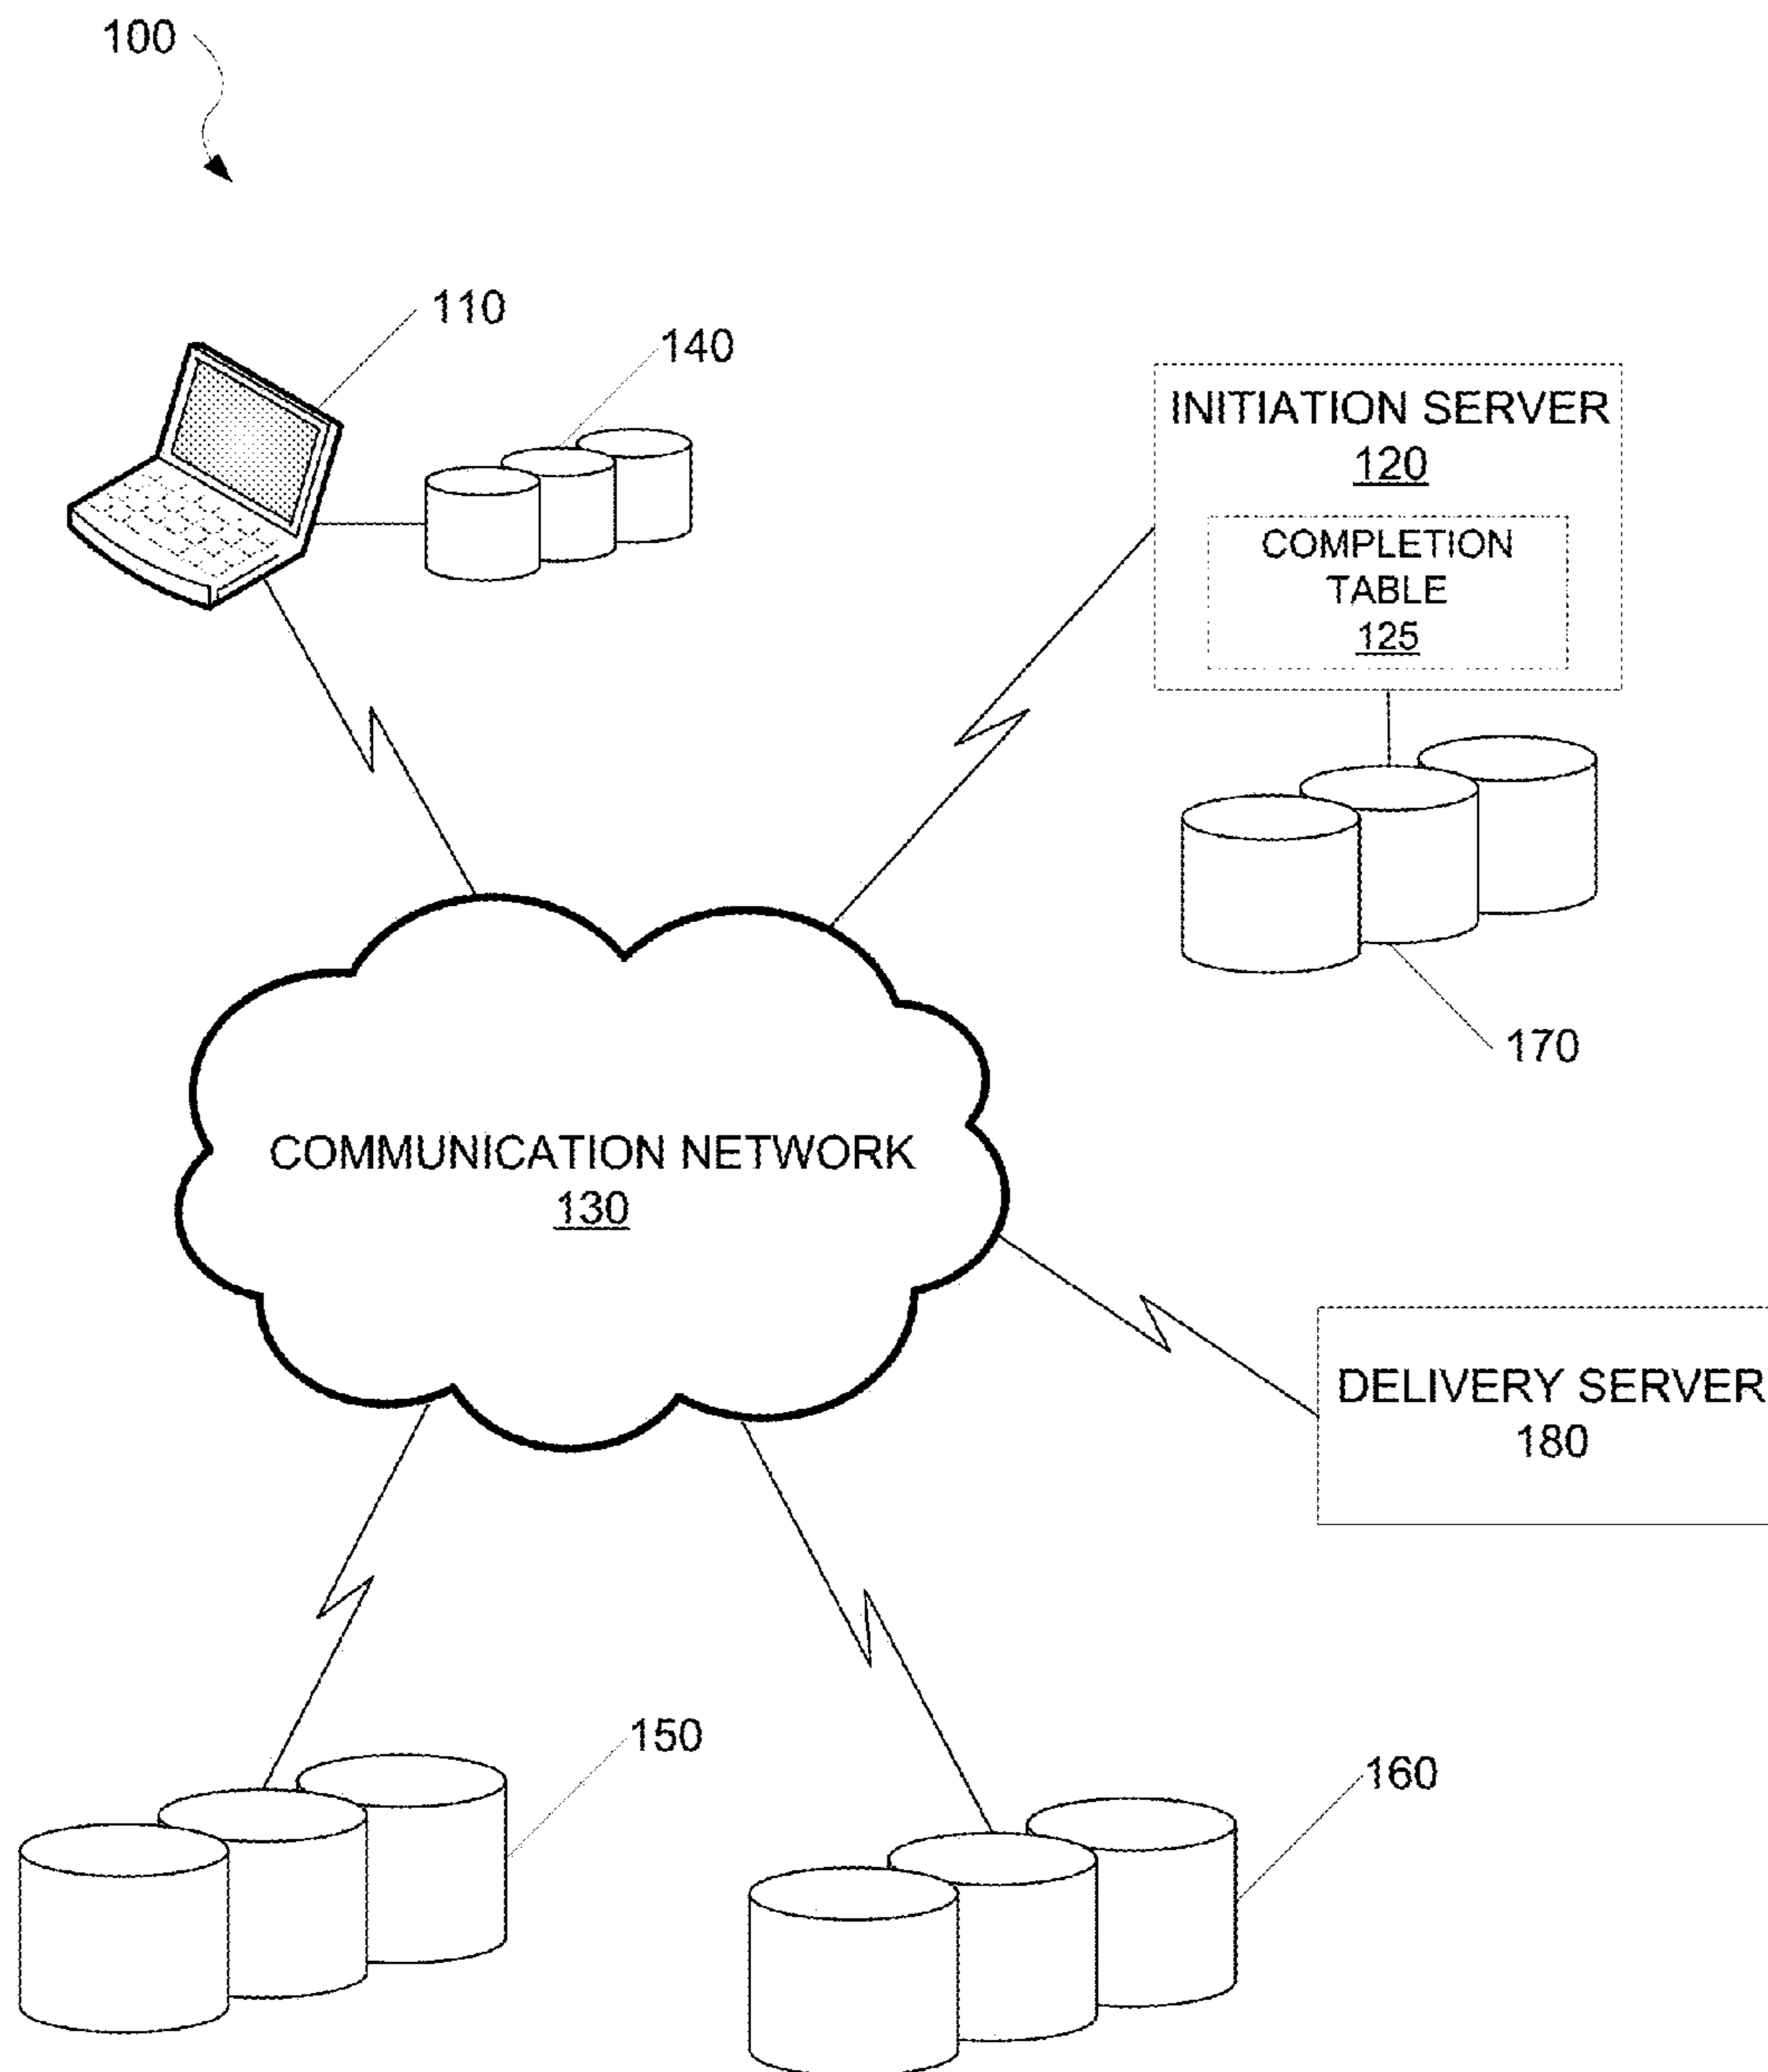 100
110
140
INITIATION SERVER
120
COMPLETION
TABLE
125
170
COMMUNICATION NETWORK
130
DELIVERY SERVER
180
150
160